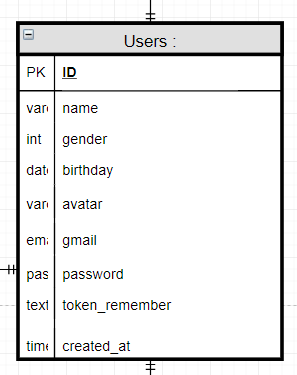 Users :
PK ID
varc name
int gender
date birthday
varc avatar
ema gmail
pas password
text token_remember
time created_at